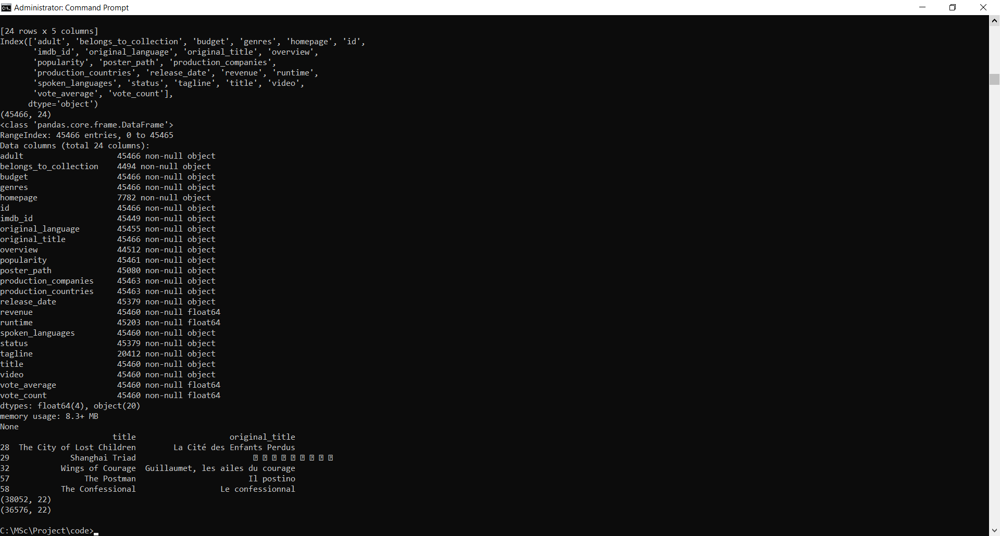 Administrator: Command Prompt
[24 rows x 5 columns]
Index(['adult', 'belongs_to_collection', 'budget', 'genres', 'homepage', 'id',
       'imdb_id', 'original_language', 'original_title', 'overview',
       'popularity', 'poster_path', 'production_companies',
       'production_countries', 'release_date', 'revenue', 'runtime',
       'spoken_languages', 'status', 'tagline', 'title', 'video',
       'vote_average', 'vote_count'],
      dtype='object')
(45466, 24)
<class 'pandas.core.frame.DataFrame'>
RangeIndex: 45466 entries, 0 to 45465
Data columns (total 24 columns):
adult                    45466 non-null object
belongs_to_collection    4494 non-null object
budget                   45466 non-null object
genres                   45466 non-null object
homepage                 7782 non-null object
id                       45466 non-null object
imdb_id                  45449 non-null object
original_language        45455 non-null object
original_title           45466 non-null object
overview                 44512 non-null object
popularity               45461 non-null object
poster_path              45080 non-null object
production_companies     45463 non-null object
production_countries     45463 non-null object
release_date             45379 non-null object
revenue                  45460 non-null float64
runtime                  45203 non-null float64
spoken_languages         45460 non-null object
status                   45379 non-null object
tagline                  20412 non-null object
title                    45460 non-null object
video                    45460 non-null object
vote_average             45460 non-null float64
vote_count               45460 non-null float64
dtypes: float64(4), object(20)
memory usage: 8.3+ MB
None
                        title                    original_title
28  The City of Lost Children        La Cité des Enfants Perdus
29             Shanghai Triad
32           Wings of Courage  Guillaumet, les ailes du courage
57                The Postman                        Il postino
58           The Confessional                  Le confessionnal
(38052, 22)
(36576, 22)
C:\MSc\Project\code>